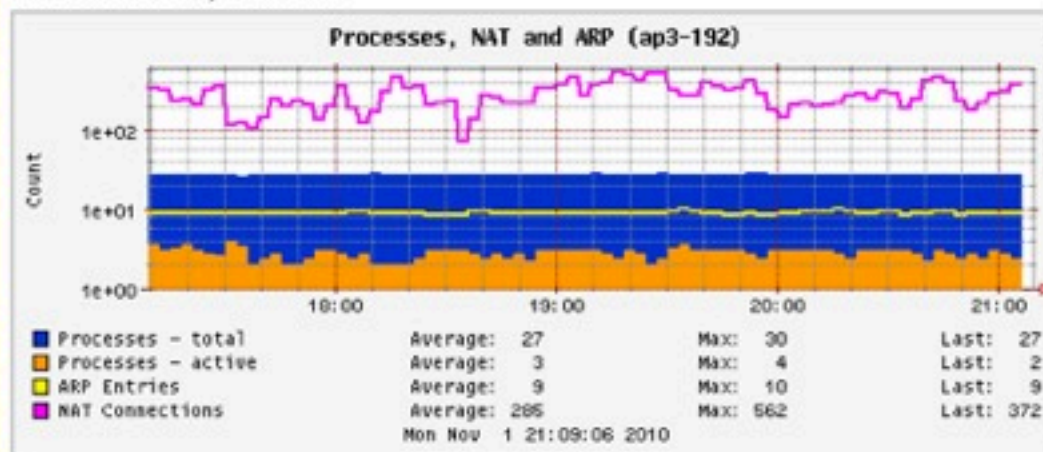 Processes, NAT and ARP (ap3-192)
Count
1e+02
1e+01
1e+00
18:00 19:00 20:00 21:00
Processes - total Average: 27 Max: 30 Last: 27
Processes - active Average: 3 Max: 4 Last: 2
ARP Entries Average: 9 Max: 10 Last: 9
NAT Connections Average: 285 Max: 562 Last: 372
Mon Nov 1 21:09:06 2010